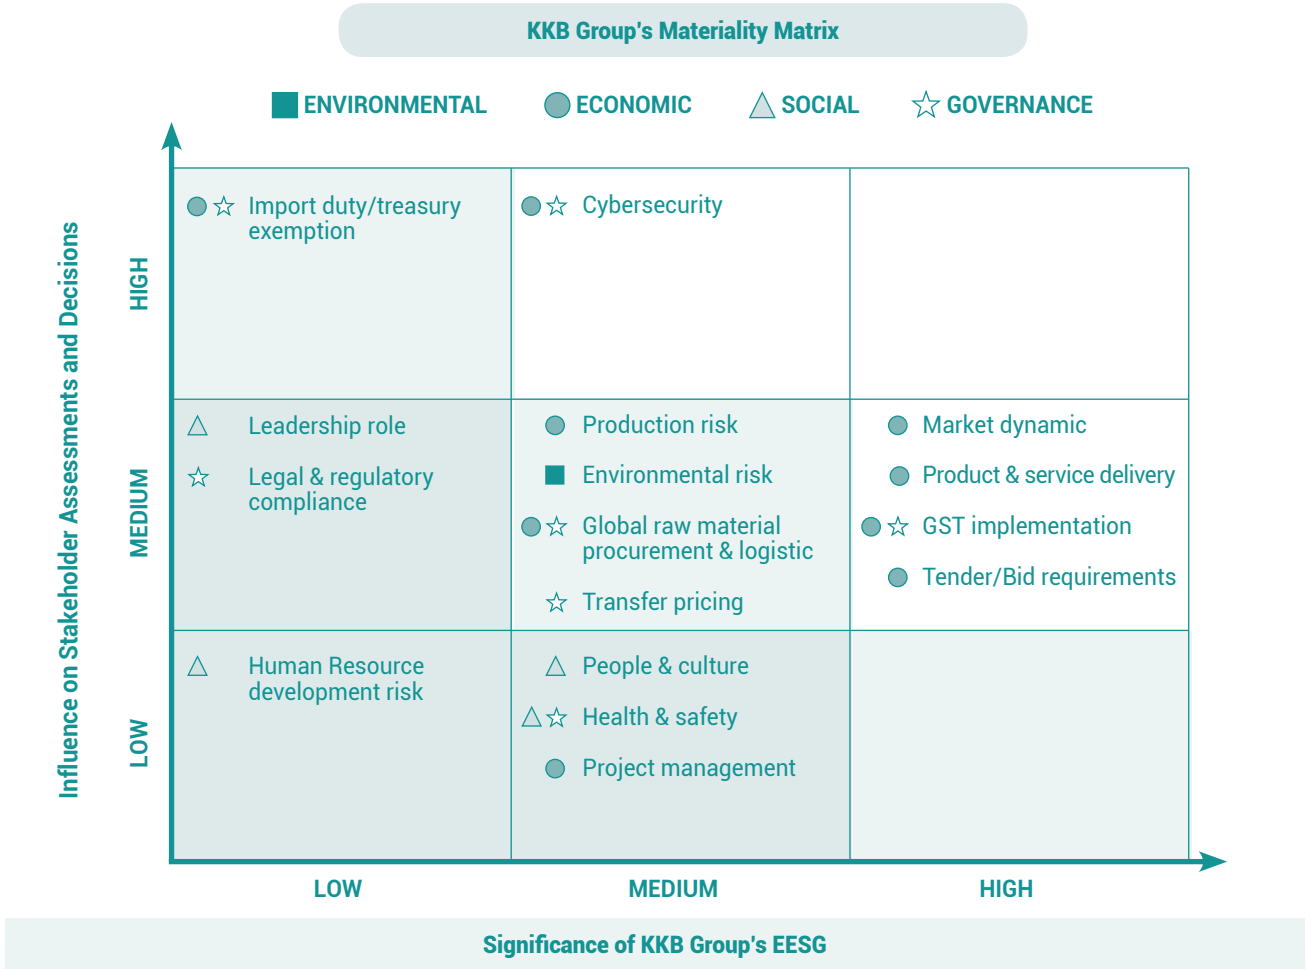 KKB Group's Materiality Matrix
ENVIRONMENTAL
ECONOMIC
SOCIAL
GOVERNANCE
Influence on Stakeholder Assessments and Decisions
HIGH
Import duty/treasury
exemption
Cybersecurity
MEDIUM
Leadership role
Legal & regulatory
compliance
Production risk
Environmental risk
Global raw material
procurement & logistic
Transfer pricing
Market dynamic
Product & service delivery
GST implementation
Tender/Bid requirements
LOW
Human Resource
development risk
People & culture
Health & safety
Project management
LOW
MEDIUM
HIGH
Significance of KKB Group's EESG